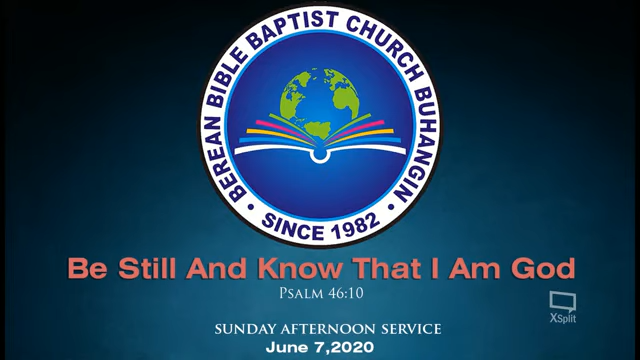 BEREAN BIBLE BAPTIST CHURCH BUHANGIN
• SINCE 1982 •
Be Still And Know That I Am God
Psalm 46:10
XSplit
SUNDAY AFTERNOON SERVICE
June 7,2020